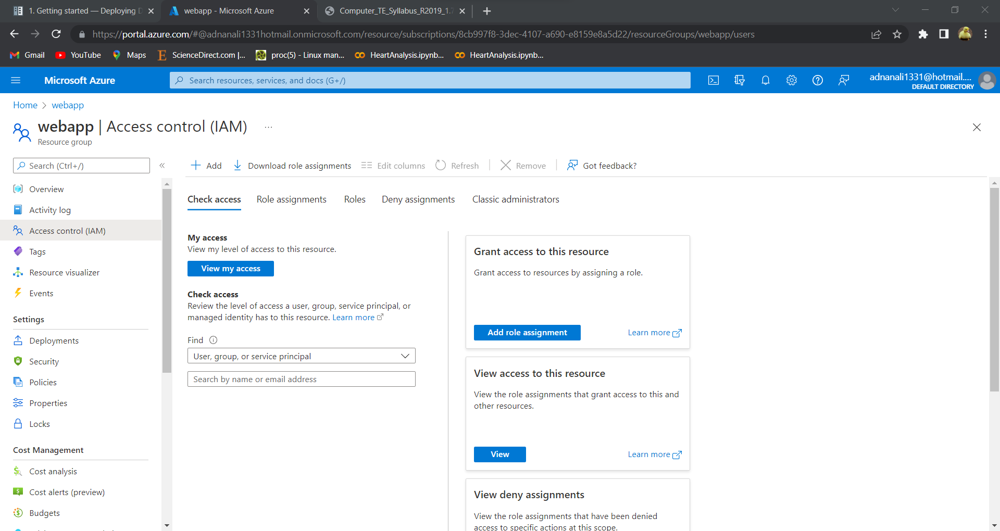 1. Getting started — Deploying D
webapp - Microsoft Azure
Computer_TE_Syllabus_R2019_1.7
https://portal.azure.com/#@adnanali1331hotmail.onmicrosoft.com/resource/subscriptions/8cb997f8-3dec-4107-a690-e8159e8a5d22/resourceGroups/webapp/users
Gmail
YouTube
Maps
ScienceDirect.com |...
proc(5) - Linux man...
HeartAnalysis.ipynb...
HeartAnalysis.ipynb...
Microsoft Azure
Search resources, services, and docs (G+/)
adnanali1331@hotmail....
DEFAULT DIRECTORY
Home > webapp
webapp | Access control (IAM) ...
Resource group
Search (Ctrl+/)
«
Overview
Activity log
Access control (IAM)
Tags
Resource visualizer
Events
Settings
Deployments
Security
Policies
Properties
Locks
Cost Management
Cost analysis
Cost alerts (preview)
Budgets
Add
Download role assignments
Edit columns
Refresh
Remove
Got feedback?
Check access
Role assignments
Roles
Deny assignments
Classic administrators
My access
View my level of access to this resource.
View my access
Check access
Review the level of access a user, group, service principal, or
managed identity has to this resource. Learn more
Find
User, group, or service principal
Search by name or email address
Grant access to this resource
Grant access to resources by assigning a role.
Add role assignment
Learn more
View access to this resource
View the role assignments that grant access to this and
other resources.
View
Learn more
View deny assignments
View the role assignments that have been denied
access to specific actions at this scope.